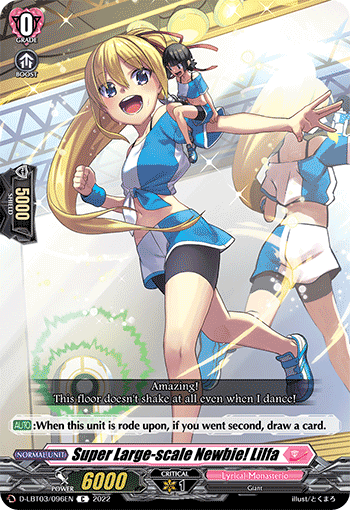 0
GRADE
BOOST
5000
SHIELD
Amazing!
This floor doesn't shake at all even when I dance!
AUTO:When this unit is rode upon, if you went second, draw a card.
NORMAL UNIT
Super Large-scale Newbie! Lilfa
POWER 6000
CRITICAL
1
Lyrical Monasterio
Giant
D-LBT03/096EN C 2022
illust/とくまろ